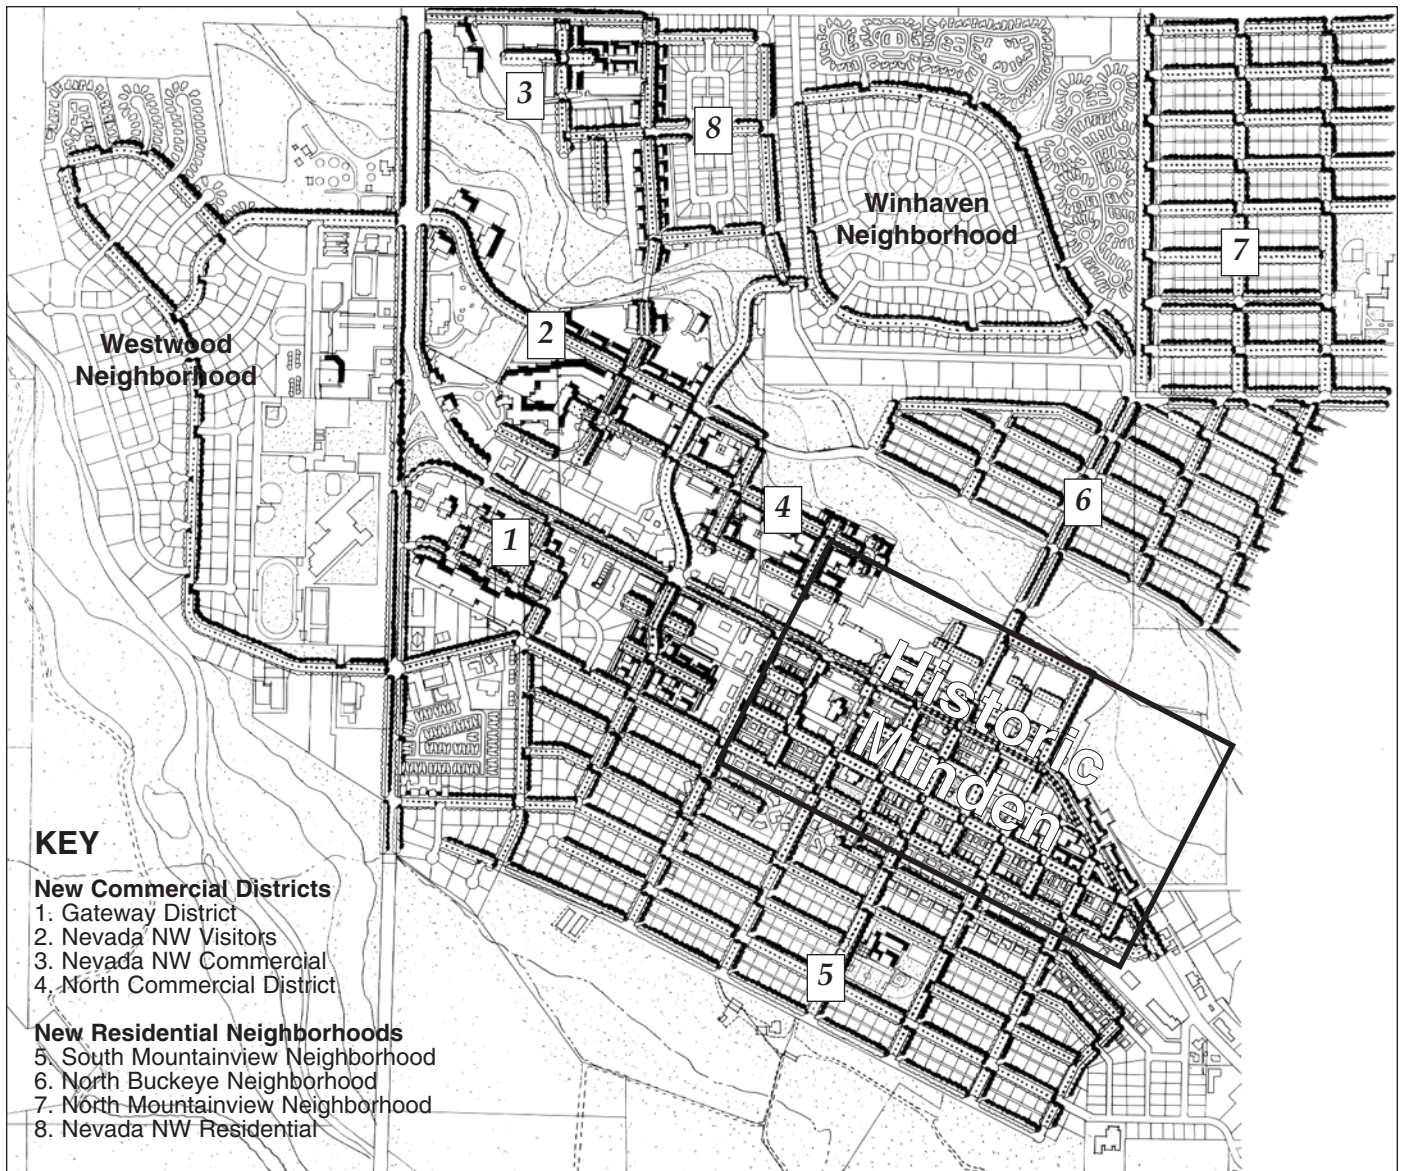 3
8
Winhaven
Neighborhood
7
2
Westwood
Neighborhood
6
4
1
Historic
Minden
5
KEY
New Commercial Districts
1. Gateway District
2. Nevada NW Visitors
3. Nevada NW Commercial
4. North Commercial District
New Residential Neighborhoods
5. South Mountainview Neighborhood
6. North Buckeye Neighborhood
7. North Mountainview Neighborhood
8. Nevada NW Residential